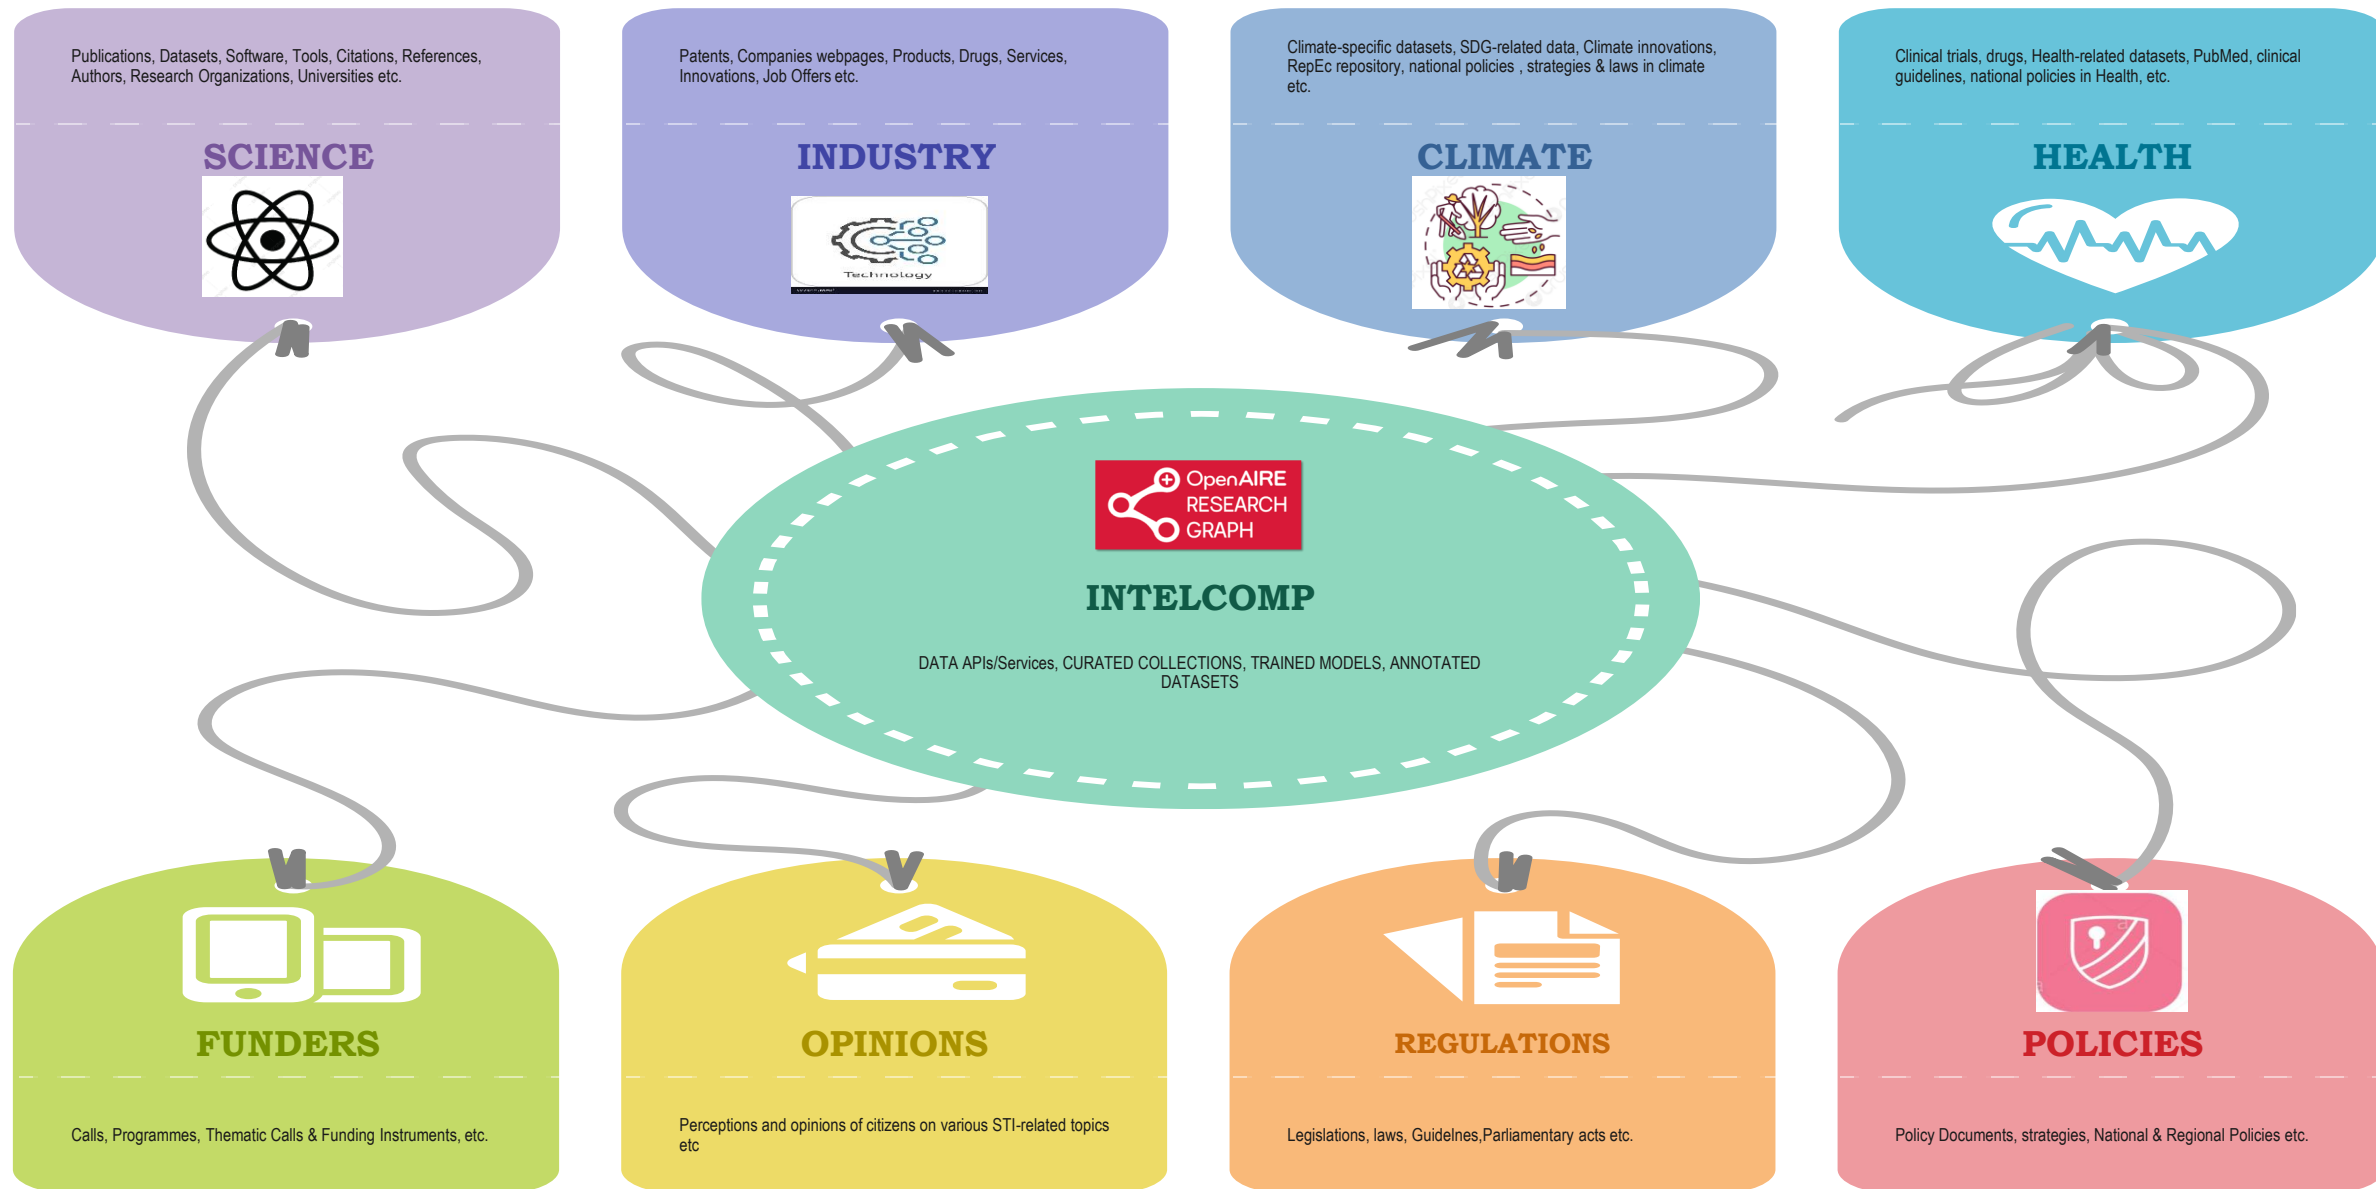 Publications, Datasets, Software, Tools, Citations, References,
Authors, Research Organizations, Universities etc.
SCIENCE
Patents, Companies webpages, Products, Drugs, Services,
Innovations, Job Offers etc.
INDUSTRY
Technology
Climate-specific datasets, SDG-related data, Climate innovations,
RepEc repository, national policies , strategies & laws in climate
etc.
CLIMATE
Clinical trials, drugs, Health-related datasets, PubMed, clinical
guidelines, national policies in Health, etc.
HEALTH
OpenAIRE
RESEARCH
GRAPH
INTELCOMP
DATA APIs/Services, CURATED COLLECTIONS, TRAINED MODELS, ANNOTATED
DATASETS
FUNDERS
Calls, Programmes, Thematic Calls & Funding Instruments, etc.
OPINIONS
Perceptions and opinions of citizens on various STI-related topics
etc
REGULATIONS
Legislations, laws, Guidelnes,Parliamentary acts etc.
POLICIES
Policy Documents, strategies, National & Regional Policies etc.